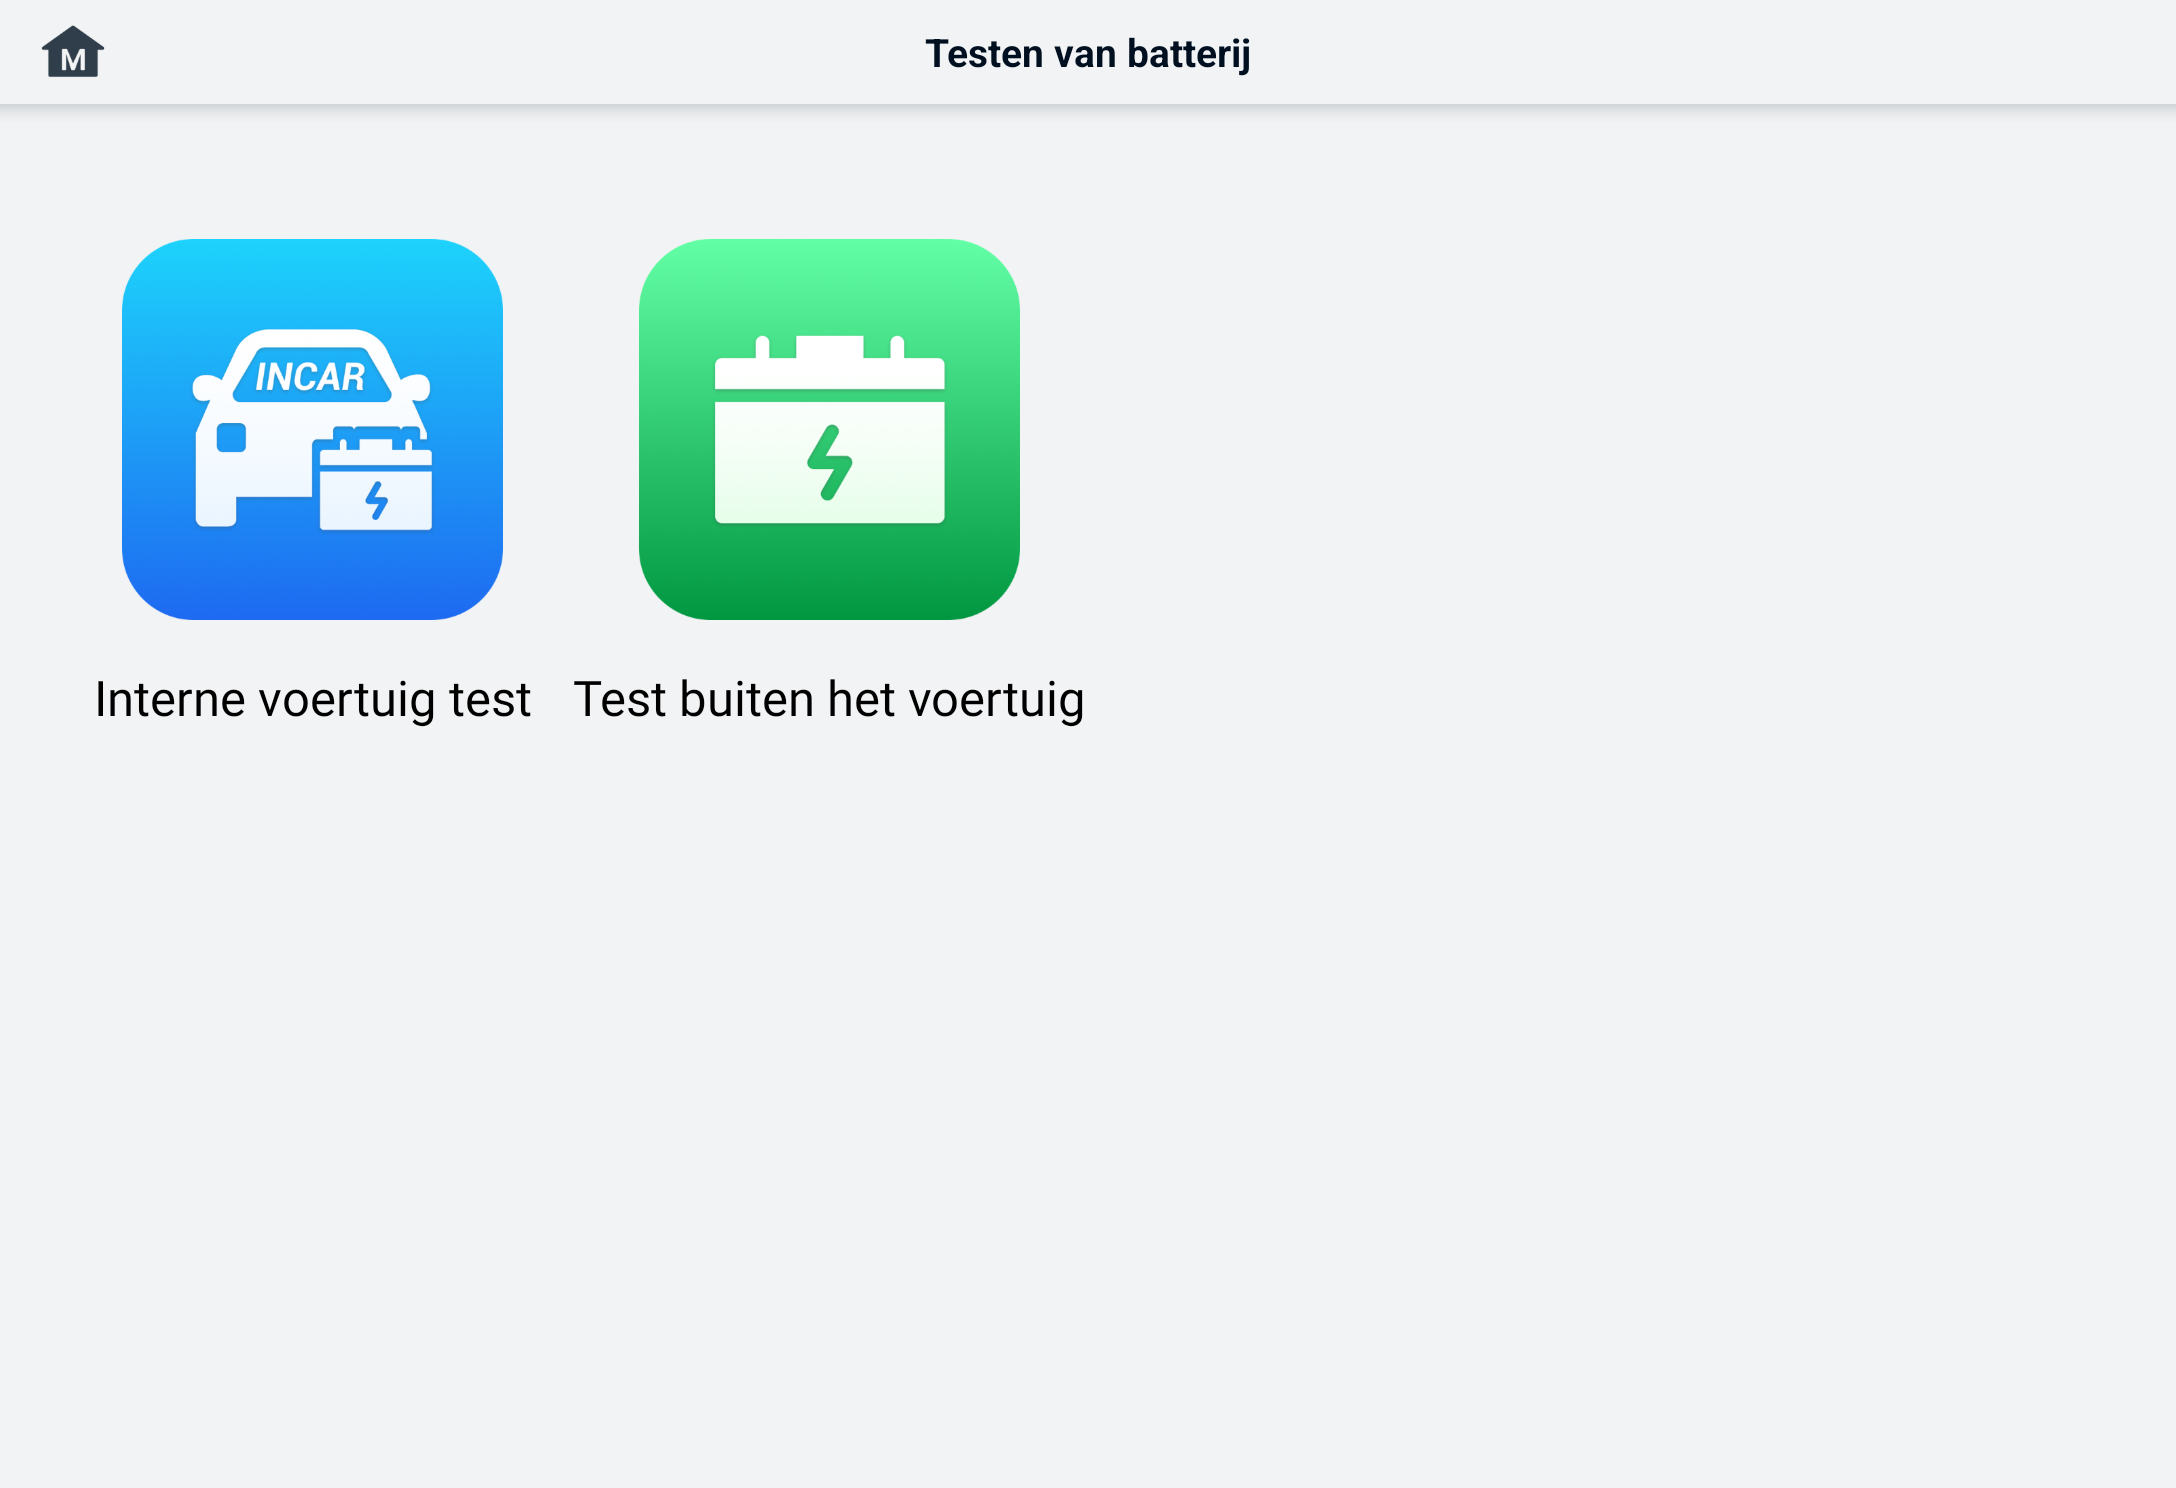 M
Testen van batterij
INCAR
Interne voertuig test
Test buiten het voertuig